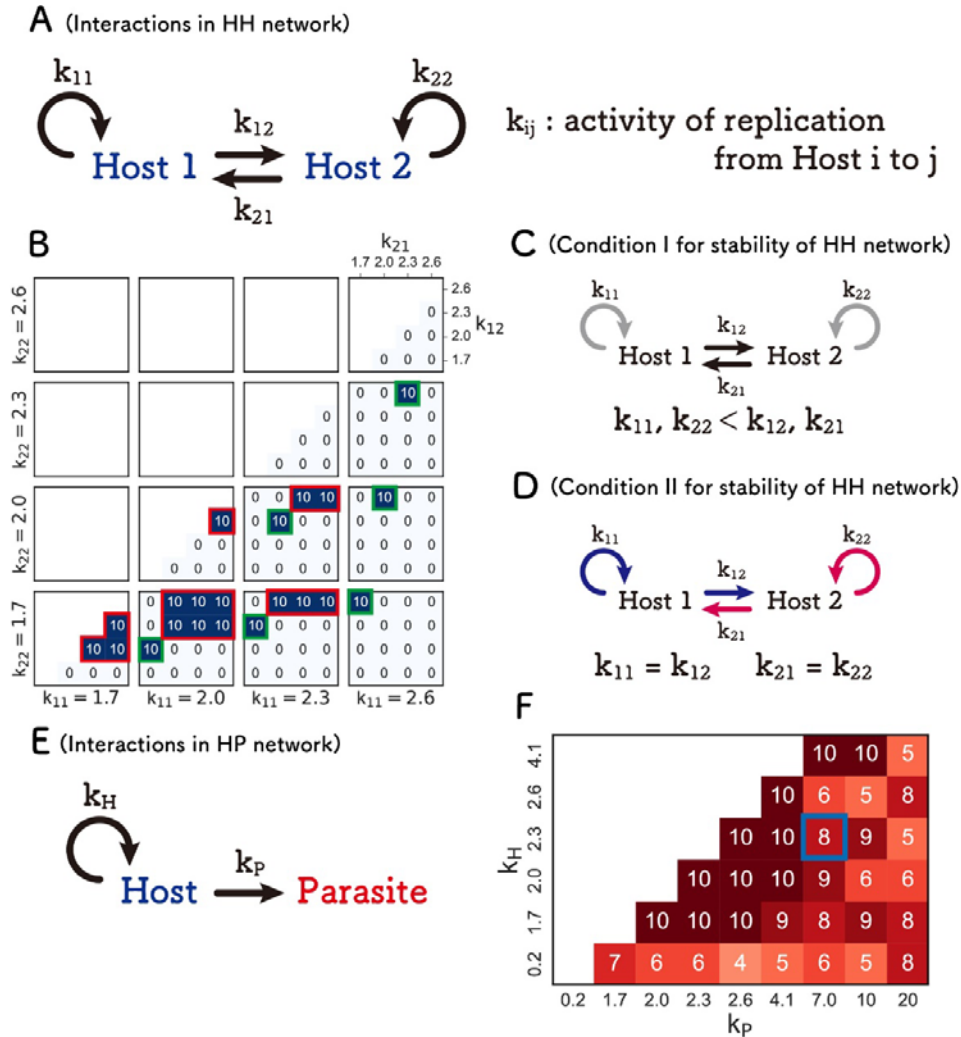 A (Interactions in HH network)
k11
k22
k12
Host 1
Host 2
k21
kij : activity of replication
from Host i to j
B
k21
1.7 2.0 2.3 2.6
k22 = 2.6
2.6
0 2.3
0 0 2.0
0 0 0 1.7
k12
k22 = 2.3
0 0 10 0
0 0 0 0 0
0 0 0 0 0 0
0 0 0 0 0 0 0
k22 = 2.0
0 0 10 10 0 10 0 0
10 0 10 0 0 0 0 0 0
0 0 0 0 0 0 0 0 0 0
0 0 0 0 0 0 0 0 0 0 0
k22 = 1.7
0 10 10 10 0 10 10 10 10 0 0 0
10 0 10 10 10 10 0 0 0 0 0 0 0
10 10 10 0 0 0 0 0 0 0 0 0 0 0
0 0 0 0 0 0 0 0 0 0 0 0 0 0 0
k11 = 1.7 k11 = 2.0 k11 = 2.3 k11 = 2.6
C (Condition I for stability of HH network)
k11
k22
k12
Host 1
Host 2
k21
k11, k22 < k12, k21
D (Condition II for stability of HH network)
k11
k22
k12
Host 1
Host 2
k21
k11 = k12 k21 = k22
E (Interactions in HP network)
kH
kP
Host
Parasite
F
kH
4.1 10 10 5
2.6 10 6 5 8
2.3 10 10 8 9 5
2.0 10 10 10 9 6 6
1.7 10 10 10 9 8 9 8
0.2 7 6 6 4 5 6 5 8
0.2 1.7 2.0 2.3 2.6 4.1 7.0 10 20
kP